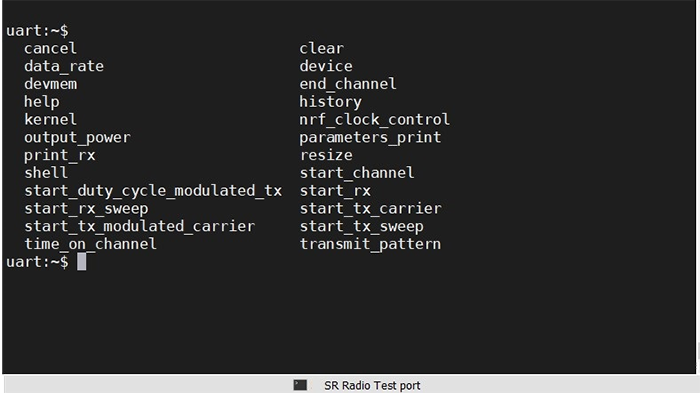 uart:~$
cancel clear
data_rate device
devmem end_channel
help history
kernel nrf_clock_control
output_power parameters_print
print_rx resize
shell start_channel
start_duty_cycle_modulated_tx start_rx
start_rx_sweep start_tx_carrier
start_tx_modulated_carrier start_tx_sweep
time_on_channel transmit_pattern
uart:~$
SR Radio Test port